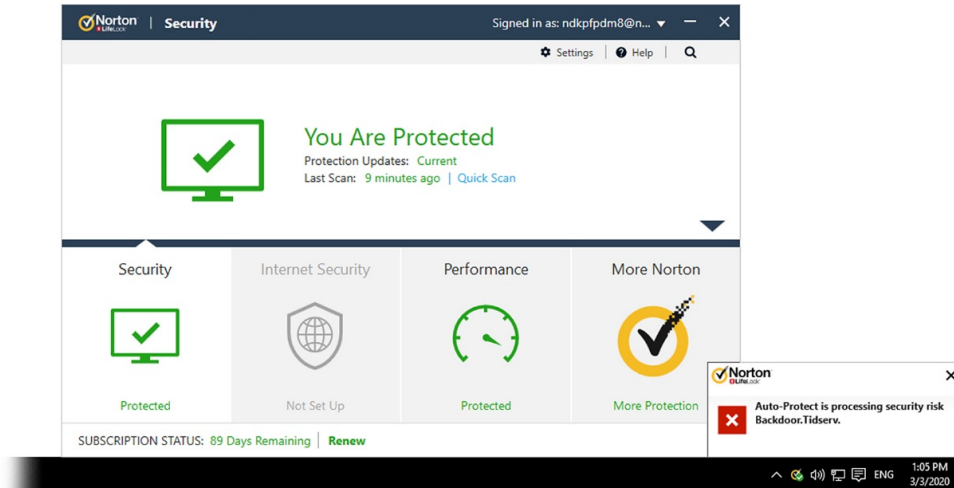 Norton | Security
LifeLock
Signed in as: ndkpfpdm8@n...
Settings | Help |
You Are Protected
Protection Updates: Current
Last Scan: 9 minutes ago | Quick Scan
Security
Internet Security
Performance
More Norton
Protected
Not Set Up
Protected
More Protection
SUBSCRIPTION STATUS: 89 Days Remaining | Renew
Norton
LifeLock
Auto-Protect is processing security risk
Backdoor.Tidserv.
ENG
1:05 PM
3/3/2020